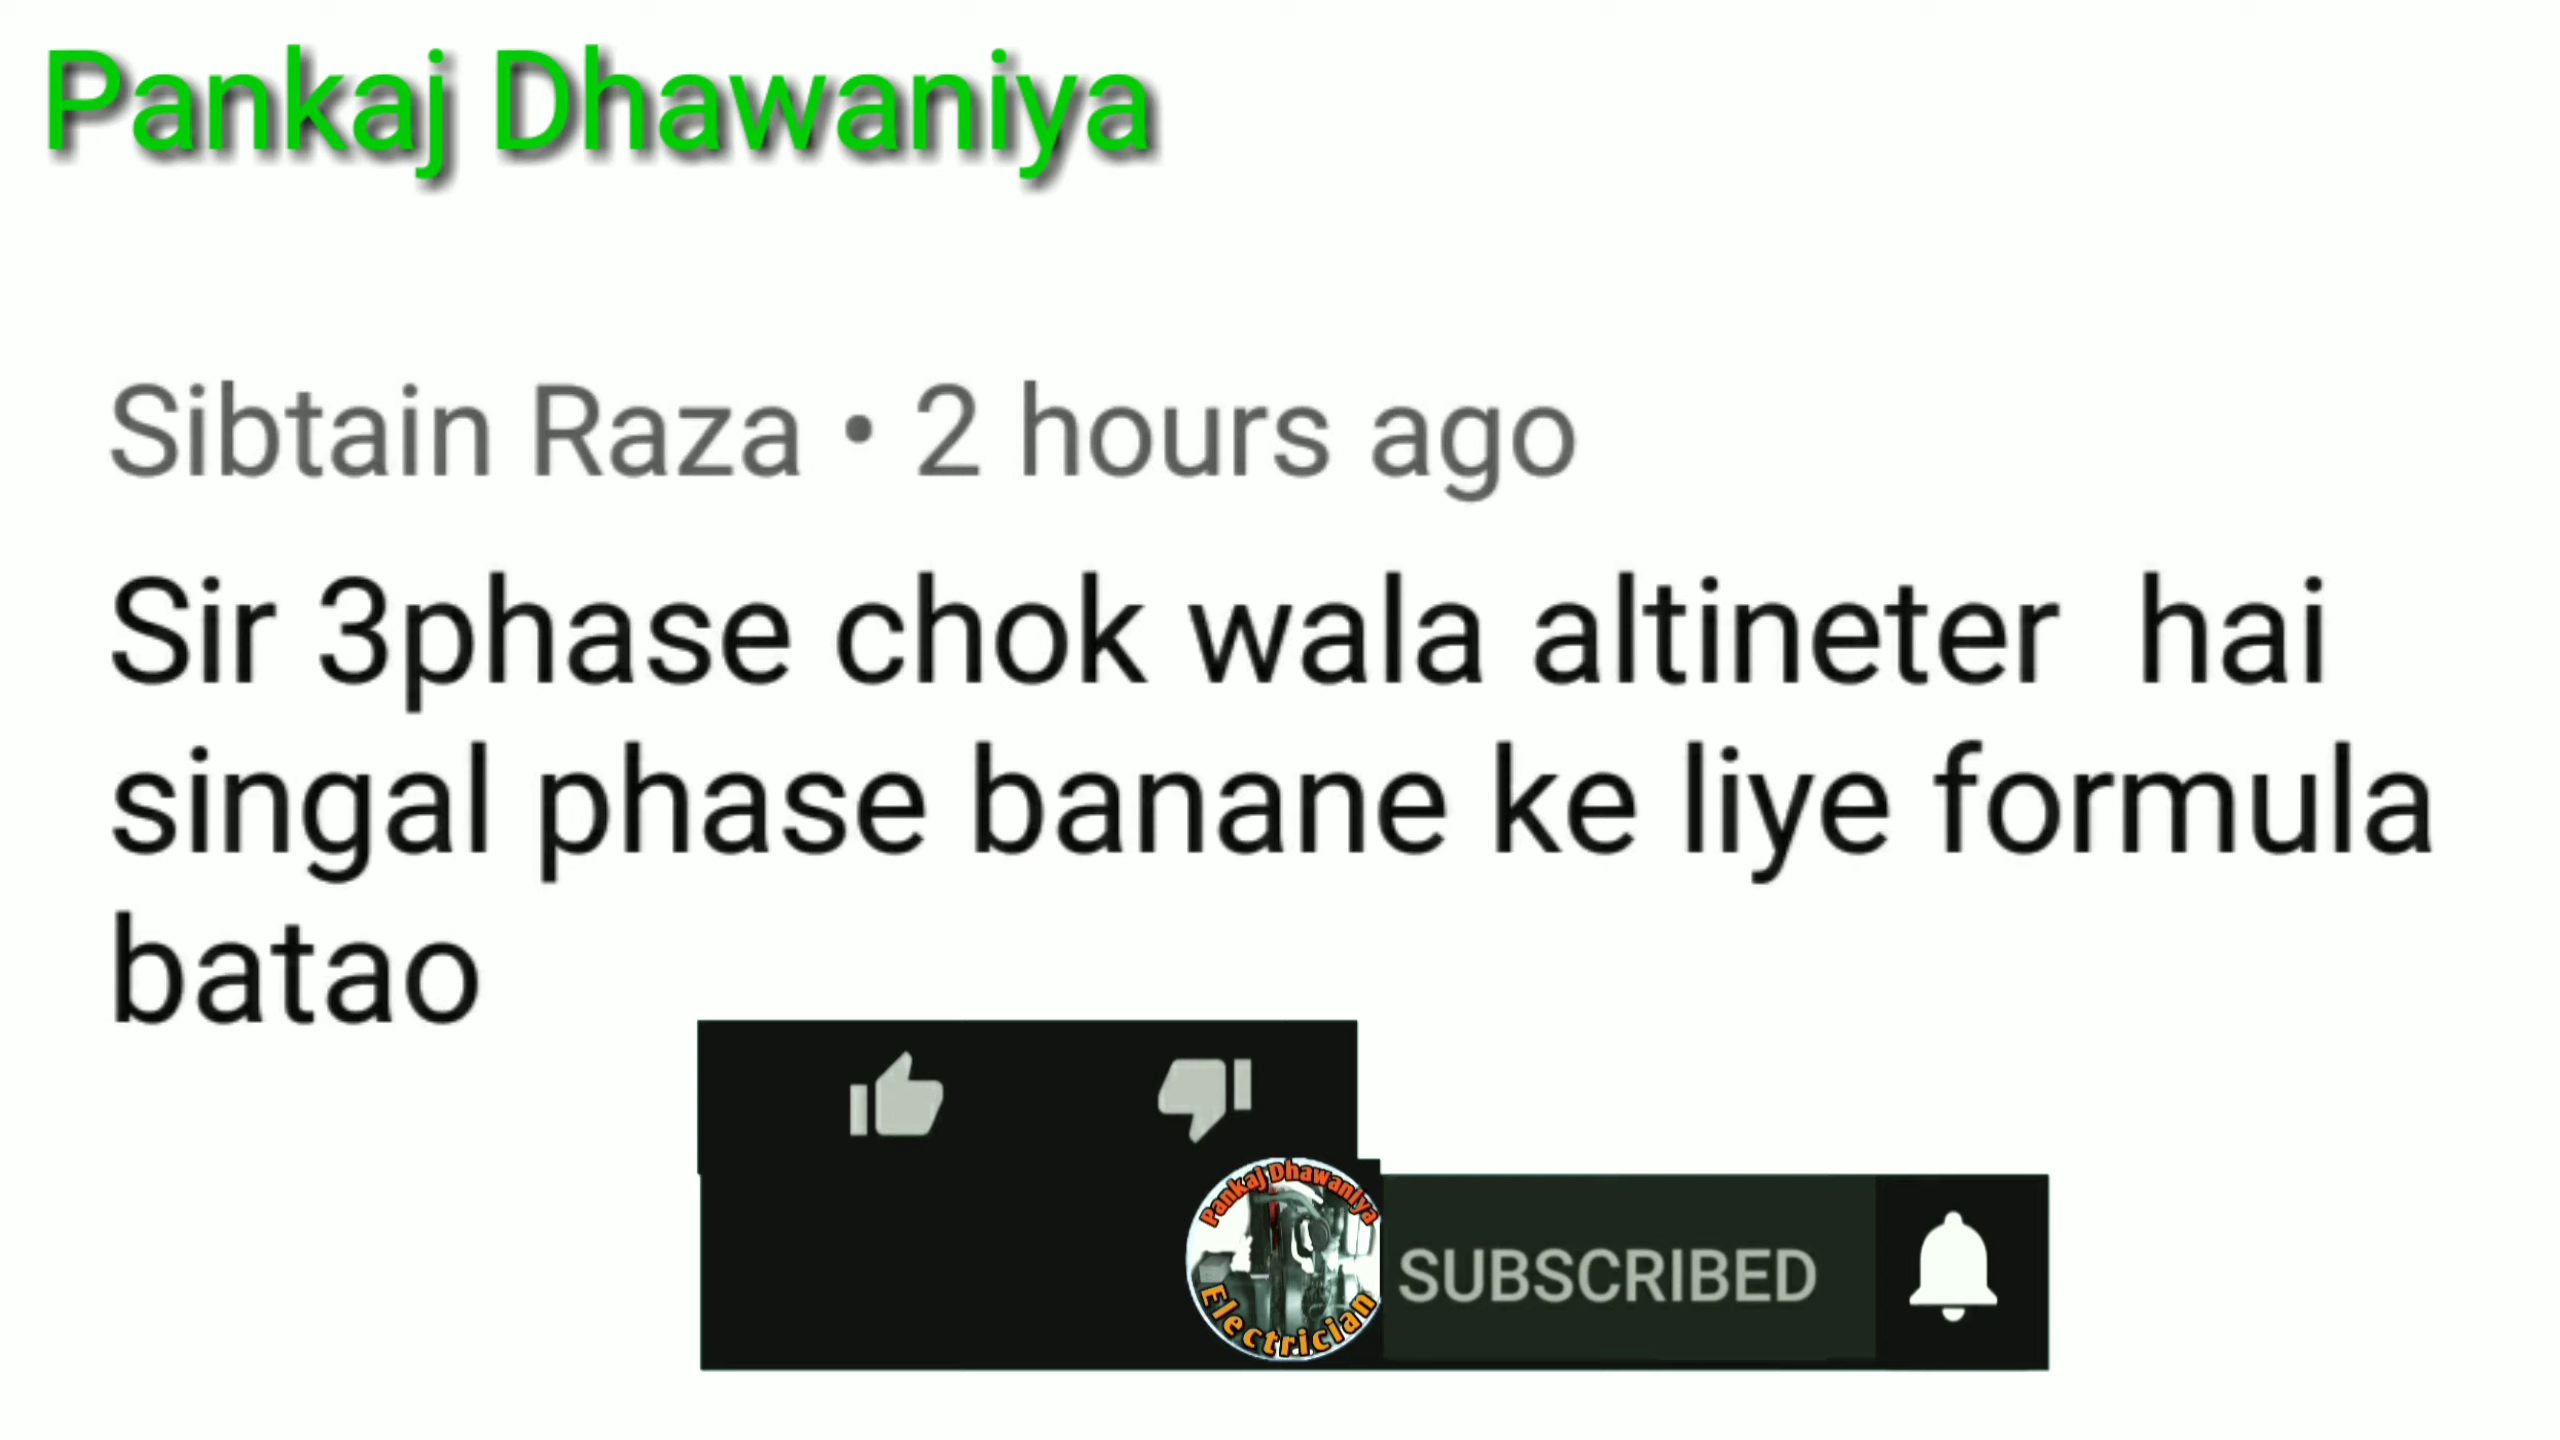 Pankaj Dhawaniya
Sibtain Raza • 2 hours ago
Sir 3phase chok wala altineter hai
singal phase banane ke liye formula
batao
Pankaj Dhawaniya
Electrician
SUBSCRIBED